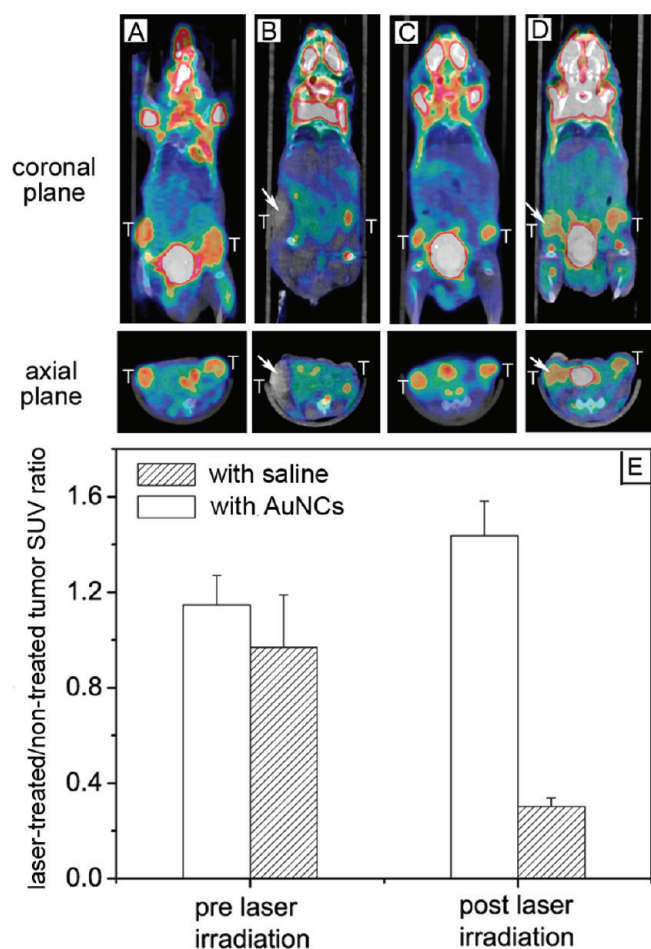 A B C D
coronal
plane
T T T T T T T
axial
plane
T T T T T T T T
E
with saline
with AuNCs
laser-treated/non-treated tumor SUV ratio
1.6
1.2
0.8
0.4
0.0
pre laser
irradiation
post laser
irradiation